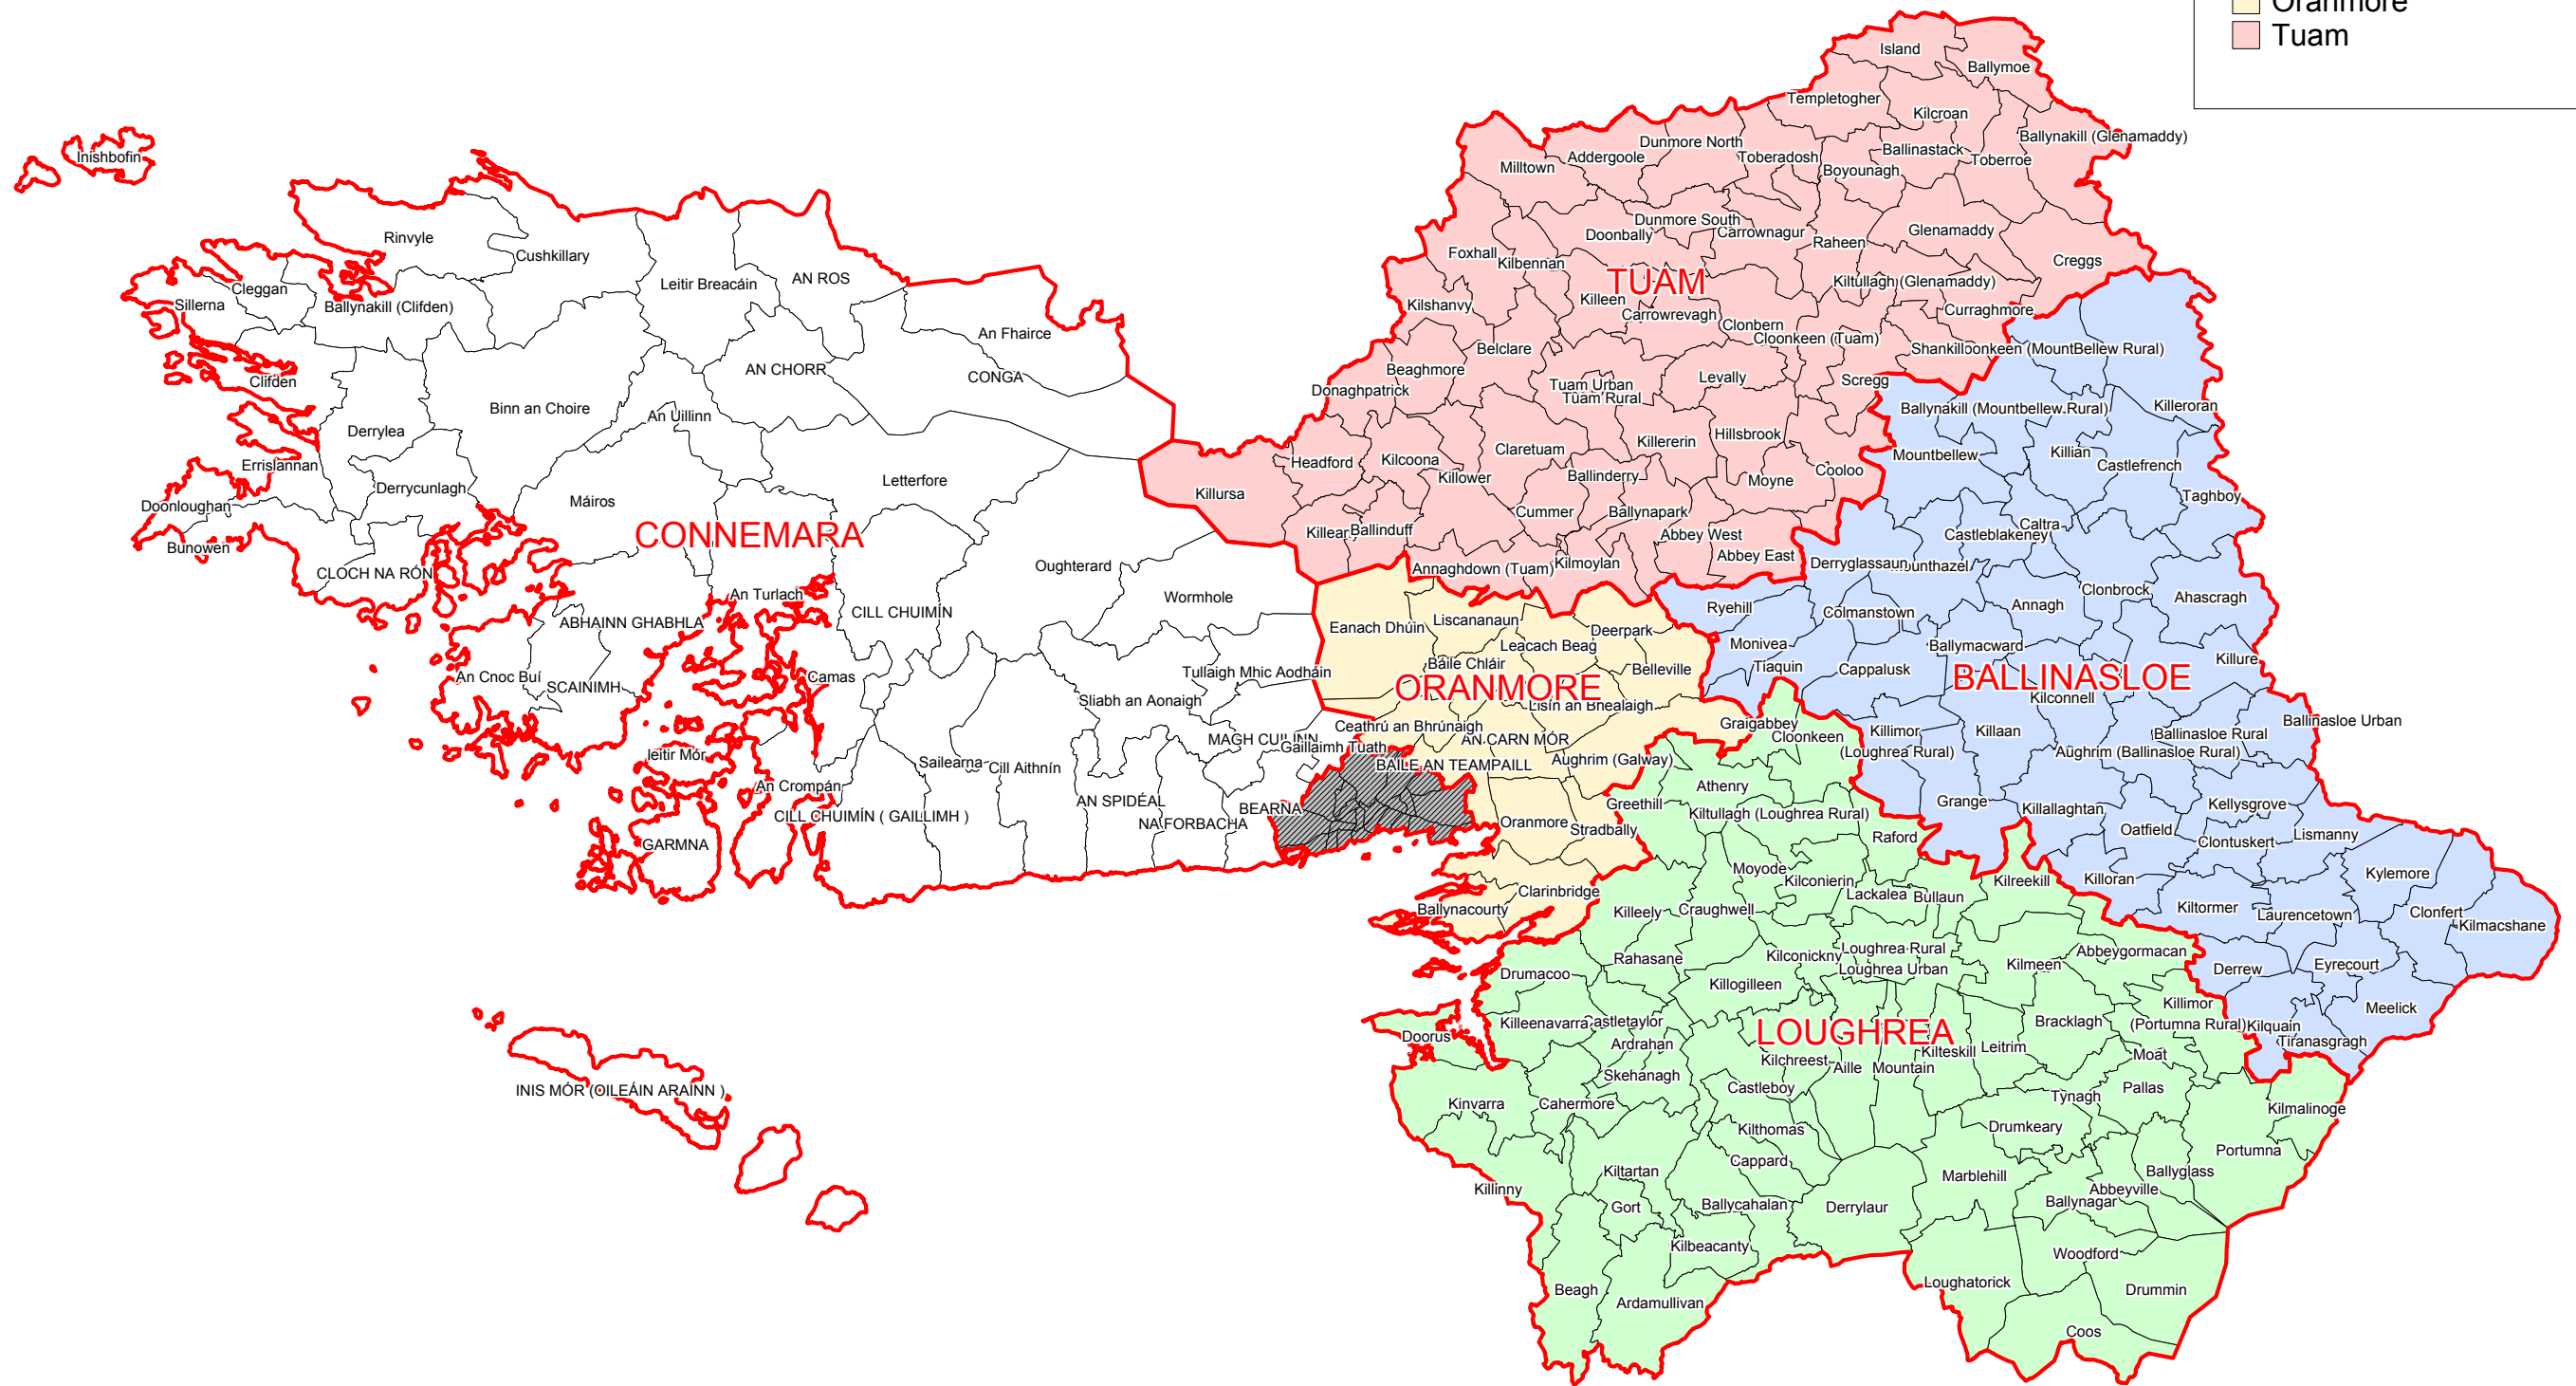 Oranmore
Tuam
Island
Ballymoe
Templetogher
Kilcroan
Ballynakill (Glenamaddy)
Dunmore North
Addergoole
Toberadosh
Ballinastack
Toberroe
Milltown
Boyounagh
Inishbofin
Dunmore South
Doonbally
Carrownagur
Glenamaddy
Raheen
Rinvyle
Cushkillary
Foxhall
Kilbennan
Creggs
TUAM
Leitir Breacáin
AN ROS
Kiltullagh (Glenamaddy)
Cleggan
Sillerna
Ballynakill (Clifden)
Kilshanvy
Killeen
Carrowrevagh
Curraghmore
Clonbern
Cloonkeen (Tuam)
An Fhairce
Belclare
Shankill
oonkeen (MountBellew Rural)
AN CHORR
CONGA
Beaghmore
Levally
Scregg
Clifden
Donaghpatrick
Tuam Urban
Tuam Rural
Binn an Choire
An Uillinn
Ballynakill (Mountbellew Rural)
Killeroran
Derrylea
Killererin
Hillsbrook
Claretuam
Killian
Mountbellew
Castlefrench
Errislannan
Headford
Kilcoona
Killower
Ballinderry
Moyne
Cooloo
Derrycunlagh
Letterfore
Killursa
Taghboy
Doonloughan
Máiros
Cummer
Ballynapark
Caltra
Castleblakeney
CONNEMARA
Killeany
Ballinduff
Abbey West
Abbey East
Bunowen
CLOCH NA RÓN
Oughterard
Annaghdown (Tuam)
Kilmoylan
Derryglassaun
Mounthazel
Clonbrock
Ahascragh
An Turlach
Wormhole
CILL CHUIMÍN
ABHAINN GHABHLA
Eanach Dhúin
Liscananaun
Deerpark
Ryehill
Colmanstown
Annagh
Leacach Beag
Monivea
Ballymacward
Killure
Baile Chláir
Belleville
Tiaquin
Cappalusk
Tullaigh Mhic Aodháin
An Cnoc Buí
SCAINIMH
Camas
ORANMORE
BALLINASLOE
Kilconnell
Sliabh an Aonaigh
Lisín an Bhealaigh
Ceathrú an Bhrúnaigh
Graigabbey
Cloonkeen
Killimor
(Loughrea Rural)
Killaan
Ballinasloe Rural
Ballinasloe Urban
MAGH CUILINN
Gaillaimh Tuath
AN CARN MÓR
Aughrim (Ballinasloe Rural)
leitir Mór
Sailearna
Cill Aithnín
BAILE AN TEAMPAILL
Aughrim (Galway)
An Crompán
Athenry
AN SPIDÉAL
BEARNA
Greethill
Grange
Killallaghtan
Kellysgrove
CILL CHUIMÍN ( GAILLIMH )
NA FORBACHA
Oranmore
Stradbally
Kiltullagh (Loughrea Rural)
Raford
Oatfield
Clontuskert
Lismanny
GARMNA
Moyode
Kilconierin
Kilreekill
Killoran
Kylemore
Clarinbridge
Lackalea
Bullaun
Ballynacourty
Killeely
Craughwell
Kiltormer
Laurencetown
Clonfert
Kilmacshane
Rahasane
Kilconickny
Loughrea Rural
Loughrea Urban
Kilmeen
Abbeygormacan
Derrew
Eyrecourt
Drumacoo
Killogilleen
Killimor
(Portumna Rural)
Meelick
Killeenavarra
Castletaylor
Doorus
LOUGHREA
Bracklagh
Kilquain
Tiranasgragh
Ardrahan
Kilteskill
Leitrim
Moat
Kilchreest
Aille
Mountain
Skehanagh
Castleboy
Pallas
Tynagh
INIS MÓR (OILEÁIN ARAINN )
Kinvarra
Cahermore
Kilmalinoge
Kilthomas
Drumkeary
Portumna
Kiltartan
Cappard
Marblehill
Ballyglass
Killinny
Abbeyville
Ballynagar
Gort
Ballycahalan
Derrylaur
Kilbeacanty
Woodford
Beagh
Ardamullivan
Loughatorick
Drummin
Coos